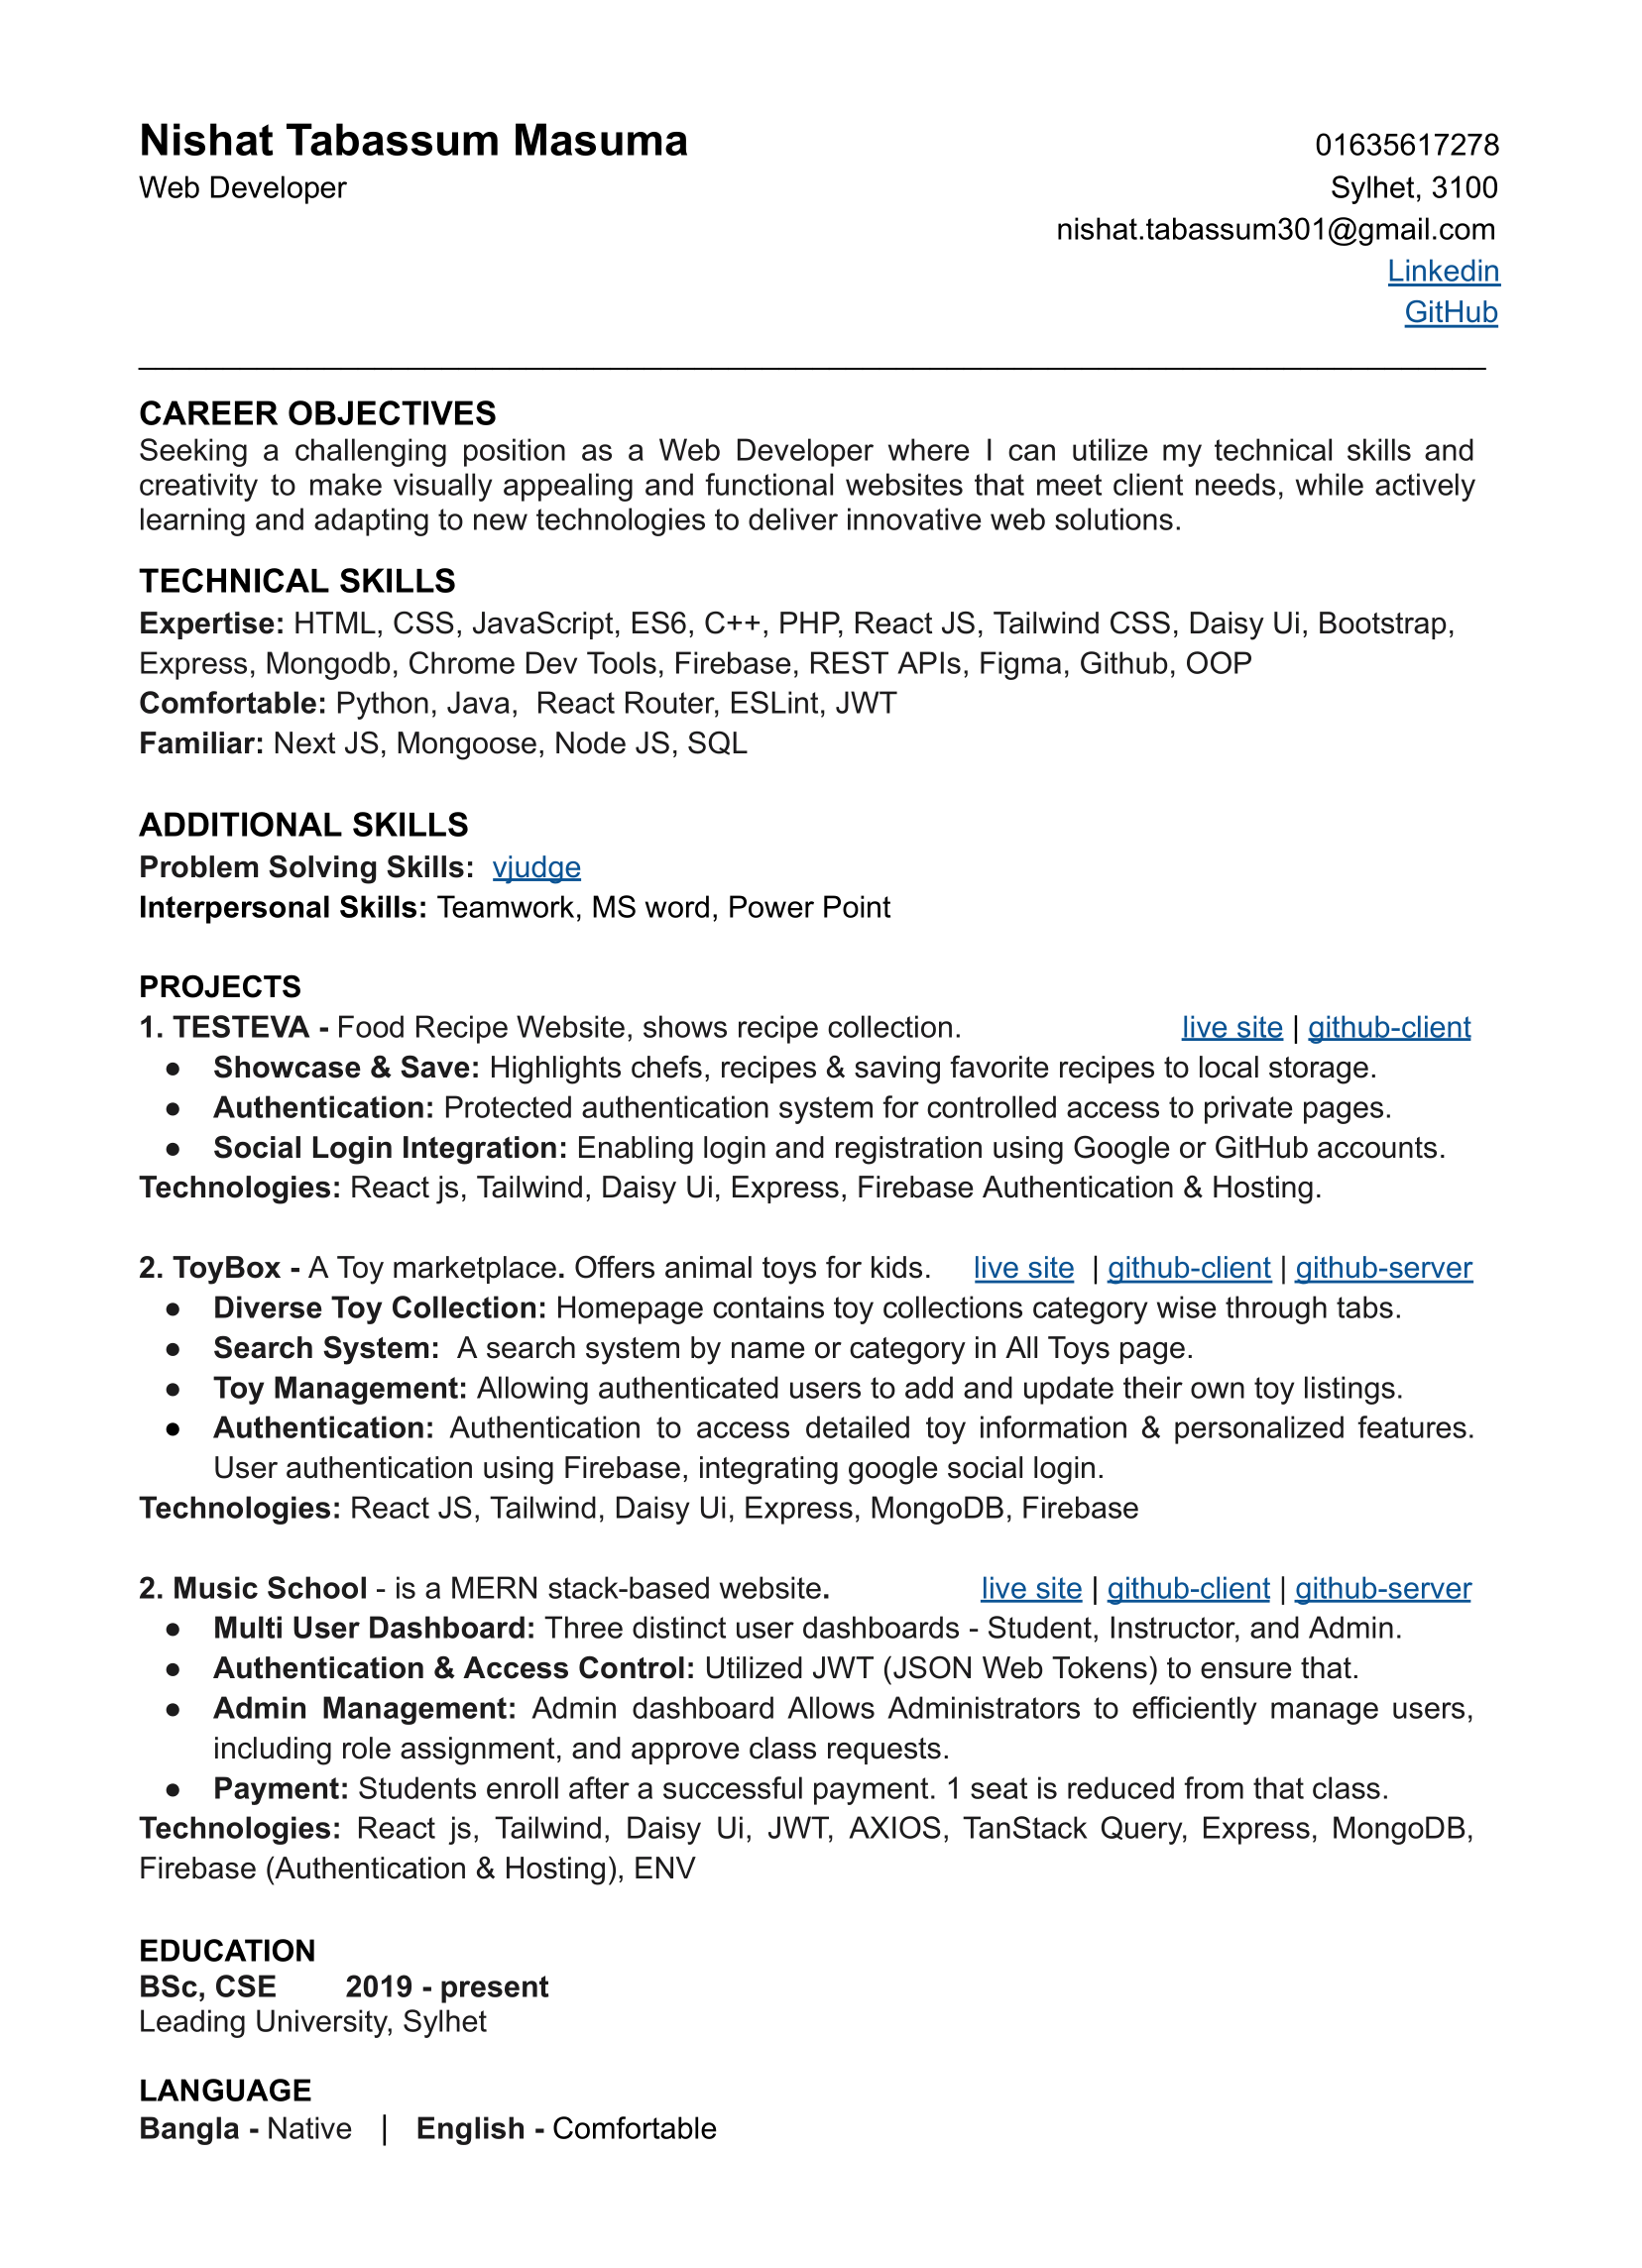 Nishat Tabassum Masuma 01635617278
Web Developer Sylhet, 3100
nishat.tabassum301@gmail.com
Linkedin
GitHub
CAREER OBJECTIVES
Seeking a challenging position as a Web Developer where I can utilize my technical skills and
creativity to make visually appealing and functional websites that meet client needs, while actively
learning and adapting to new technologies to deliver innovative web solutions.
TECHNICAL SKILLS
Expertise: HTML, CSS, JavaScript, ES6, C++, PHP, React JS, Tailwind CSS, Daisy Ui, Bootstrap,
Express, Mongodb, Chrome Dev Tools, Firebase, REST APIs, Figma, Github, OOP
Comfortable: Python, Java, React Router, ESLint, JWT
Familiar: Next JS, Mongoose, Node JS, SQL
ADDITIONAL SKILLS
Problem Solving Skills: vjudge
Interpersonal Skills: Teamwork, MS word, Power Point
PROJECTS
1. TESTEVA - Food Recipe Website, shows recipe collection. live site | github-client
● Showcase & Save: Highlights chefs, recipes & saving favorite recipes to local storage.
● Authentication: Protected authentication system for controlled access to private pages.
● Social Login Integration: Enabling login and registration using Google or GitHub accounts.
Technologies: React js, Tailwind, Daisy Ui, Express, Firebase Authentication & Hosting.
2. ToyBox - A Toy marketplace. Offers animal toys for kids. live site | github-client | github-server
● Diverse Toy Collection: Homepage contains toy collections category wise through tabs.
● Search System: A search system by name or category in All Toys page.
● Toy Management: Allowing authenticated users to add and update their own toy listings.
● Authentication: Authentication to access detailed toy information & personalized features.
User authentication using Firebase, integrating google social login.
Technologies: React JS, Tailwind, Daisy Ui, Express, MongoDB, Firebase
2. Music School - is a MERN stack-based website. live site | github-client | github-server
● Multi User Dashboard: Three distinct user dashboards - Student, Instructor, and Admin.
● Authentication & Access Control: Utilized JWT (JSON Web Tokens) to ensure that.
● Admin Management: Admin dashboard Allows Administrators to efficiently manage users,
including role assignment, and approve class requests.
● Payment: Students enroll after a successful payment. 1 seat is reduced from that class.
Technologies: React js, Tailwind, Daisy Ui, JWT, AXIOS, TanStack Query, Express, MongoDB,
Firebase (Authentication & Hosting), ENV
EDUCATION
BSc, CSE 2019 - present
Leading University, Sylhet
LANGUAGE
Bangla - Native | English - Comfortable